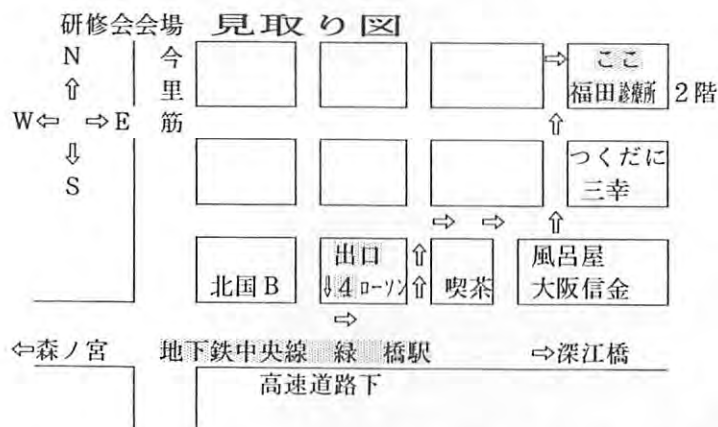 研修会会場 見取り図
N
⇧
W⇦ ⇨E
⇩
S
今里筋
⇨ ここ
福田診療所 2階
⇧
つくだに
三幸
⇨ ⇨ ⇧
北国B
出口 ⇧
⇩4 ローソン ⇧
喫茶
風呂屋
大阪信金
⇨
⇦森ノ宮 地下鉄中央線 緑 橋駅 ⇨深江橋
高速道路下